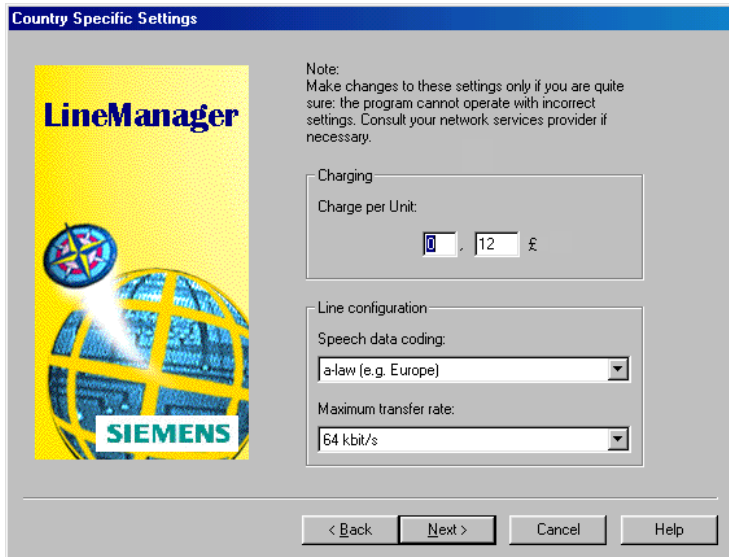 Country Specific Settings
LineManager
SIEMENS
Note:
Make changes to these settings only if you are quite
sure: the program cannot operate with incorrect
settings. Consult your network services provider if
necessary.
Charging
Charge per Unit:
0 , 12 £
Line configuration
Speech data coding:
a-law (e.g. Europe)
Maximum transfer rate:
64 kbit/s
< Back Next > Cancel Help